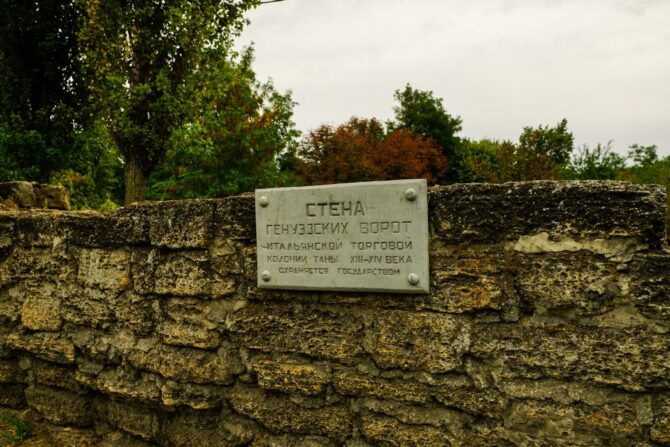 СТЕНА
ГЕНУЭЗСКИХ ВОРОТ
ИТАЛЬЯНСКОЙ ТОРГОВОЙ
КОЛОНИИ ТАНЫ XIII-XIV ВЕКА
ОХРАНЯЕТСЯ ГОСУДАРСТВОМ